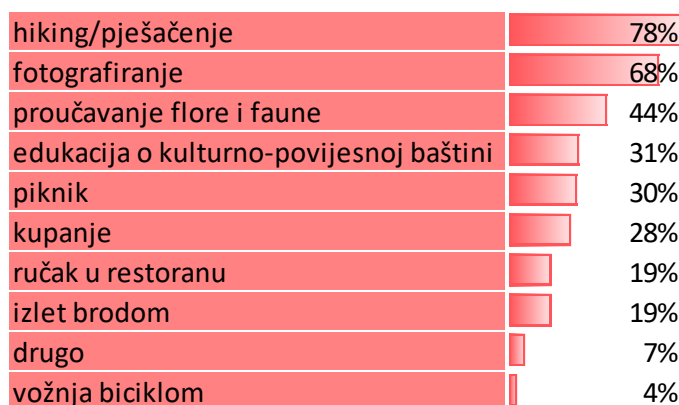 hiking/pješačenje 78%
fotografiranje 68%
proučavanje flore i faune 44%
edukacija o kulturno-povijesnoj baštini 31%
piknik 30%
kupanje 28%
ručak u restoranu 19%
izlet brodom 19%
drugo 7%
vožnja biciklom 4%